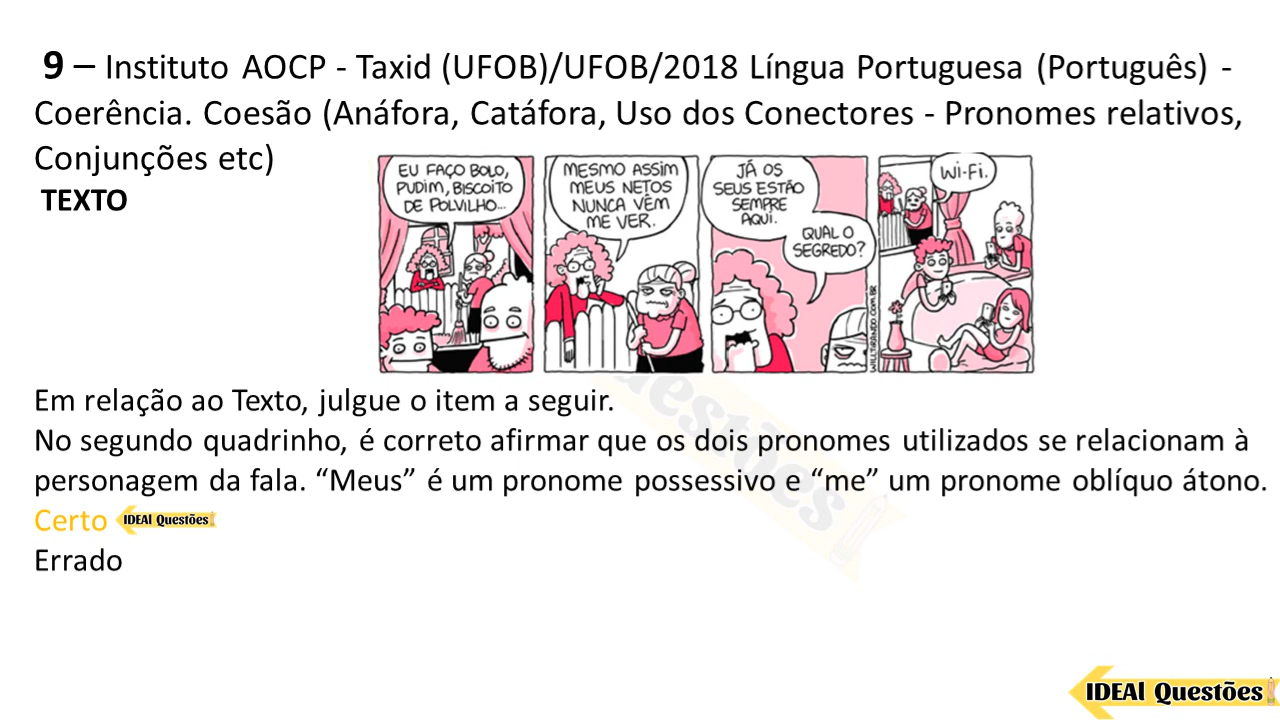 9 – Instituto AOCP - Taxid (UFOB)/UFOB/2018 Língua Portuguesa (Português) -
Coerência. Coesão (Anáfora, Catáfora, Uso dos Conectores - Pronomes relativos,
Conjunções etc)
TEXTO
EU FAÇO BOLO,
PUDIM, BISCOITO
DE POLVILHO...
MESMO ASSIM
MEUS NETOS
NUNCA VÊM
ME VER.
JÁ OS
SEUS ESTÃO
SEMPRE
AQUI.
QUAL O
SEGREDO?
WILLTIRANDO.COM.BR
Wi-Fi.
Em relação ao Texto, julgue o item a seguir.
No segundo quadrinho, é correto afirmar que os dois pronomes utilizados se relacionam à
personagem da fala. “Meus” é um pronome possessivo e “me” um pronome oblíquo átono.
Certo IDEAl Questões
Errado
IDEAl Questões